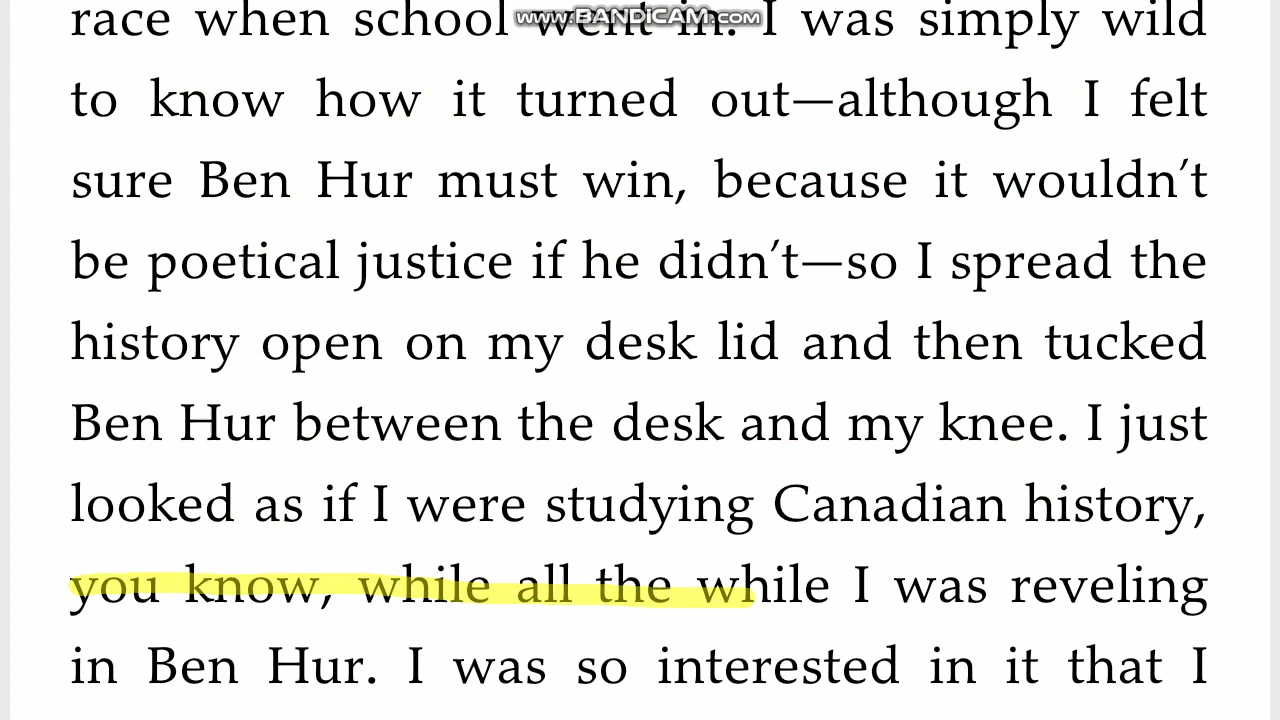 www.BANDICAM.com
race when school went in. I was simply wild
to know how it turned out—although I felt
sure Ben Hur must win, because it wouldn’t
be poetical justice if he didn’t—so I spread the
history open on my desk lid and then tucked
Ben Hur between the desk and my knee. I just
looked as if I were studying Canadian history,
you know, while all the while I was reveling
in Ben Hur. I was so interested in it that I